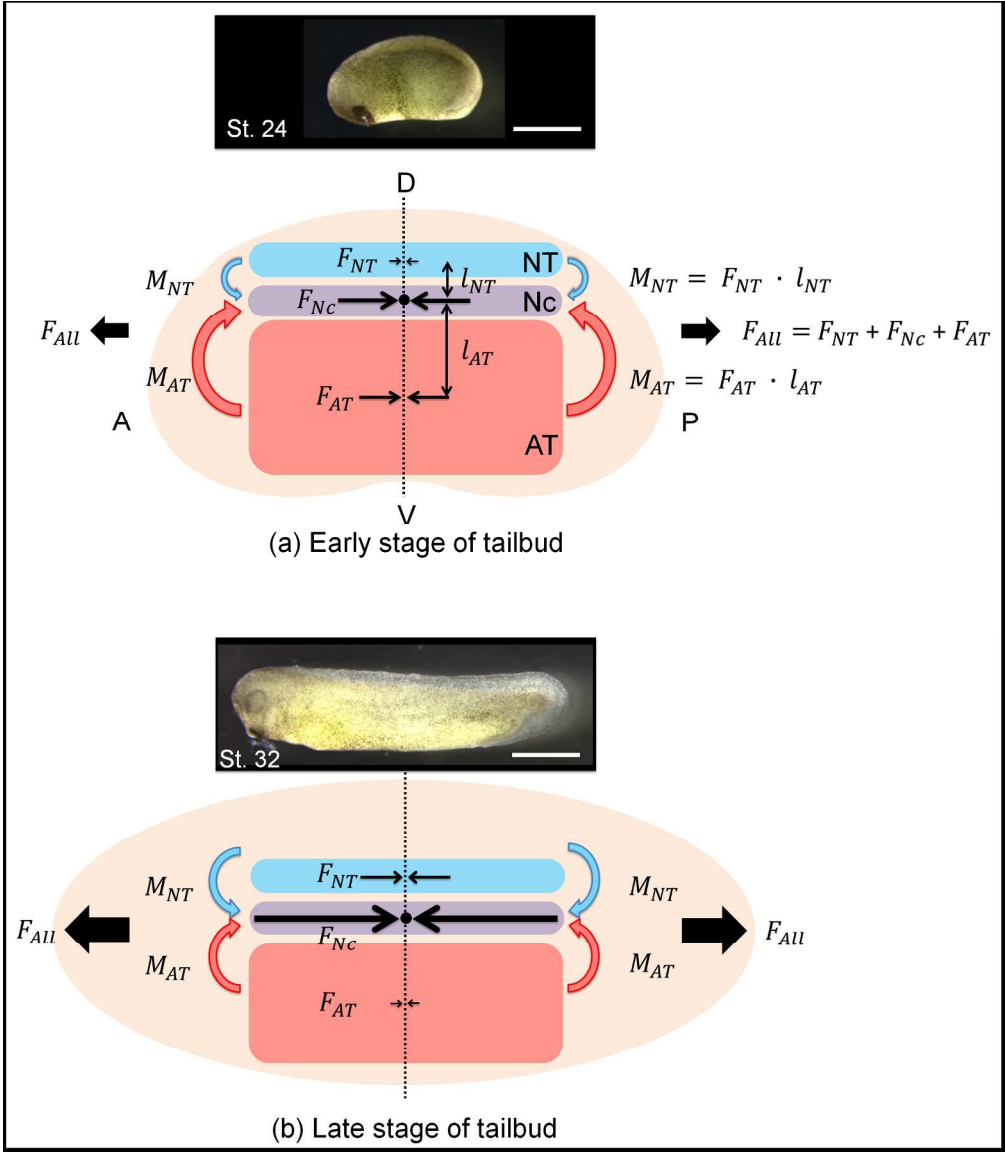 St. 24
D
F_NT
NT
l_NT
M_NT
M_NT = F_NT · l_NT
F_Nc
Nc
F_All
F_All = F_NT + F_Nc + F_AT
l_AT
M_AT
M_AT = F_AT · l_AT
F_AT
A
P
AT
V
(a) Early stage of tailbud
St. 32
F_NT
M_NT
M_NT
F_All
F_All
F_Nc
M_AT
M_AT
F_AT
(b) Late stage of tailbud